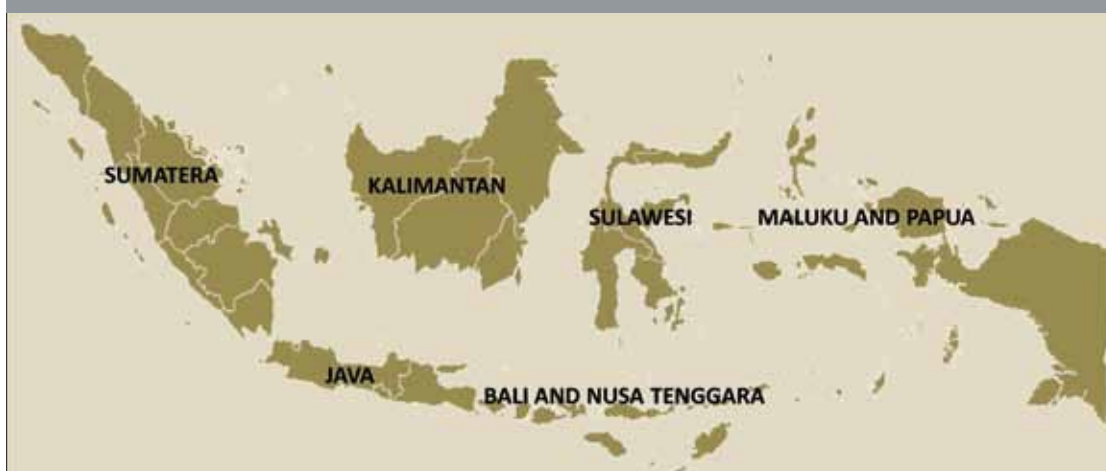 SUMATERA
KALIMANTAN
SULAWESI
MALUKU AND PAPUA
JAVA
BALI AND NUSA TENGGARA